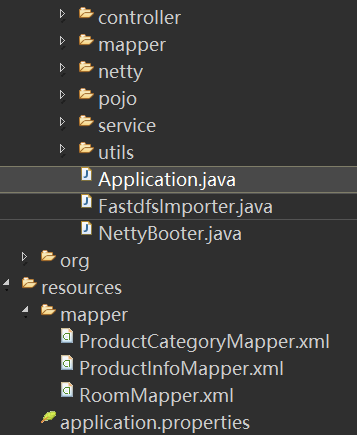 controller
mapper
netty
pojo
service
utils
Application.java
FastdfsImporter.java
NettyBooter.java
org
resources
mapper
ProductCategoryMapper.xml
ProductInfoMapper.xml
RoomMapper.xml
application.properties